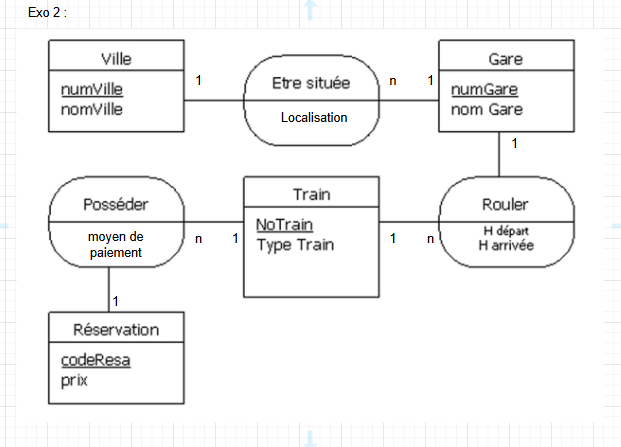 Exo 2 :
Ville
numVille
nomVille
1
Etre située
Localisation
n
1
Gare
numGare
nom Gare
1
Posséder
moyen de
paiement
n
1
Train
NoTrain
Type Train
1
n
Rouler
H départ
H arrivée
1
Réservation
codeResa
prix